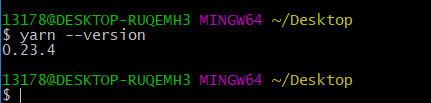 13178@DESKTOP-RUQEMH3 MINGW64 ~/Desktop
$ yarn --version
0.23.4
13178@DESKTOP-RUQEMH3 MINGW64 ~/Desktop
$